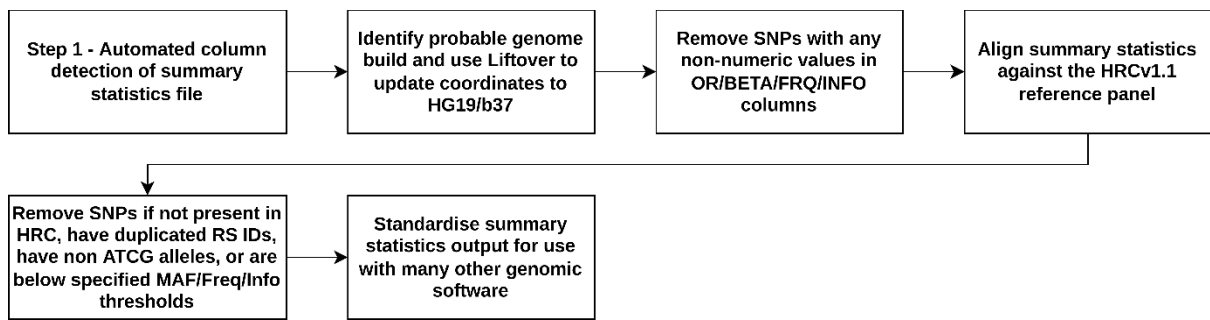 Step 1 - Automated column
detection of summary
statistics file
Identify probable genome
build and use Liftover to
update coordinates to
HG19/b37
Remove SNPs with any
non-numeric values in
OR/BETA/FRQ/INFO
columns
Align summary statistics
against the HRCv1.1
reference panel
Remove SNPs if not present in
HRC, have duplicated RS IDs,
have non ATCG alleles, or are
below specified MAF/Freq/Info
thresholds
Standardise summary
statistics output for use
with many other genomic
software